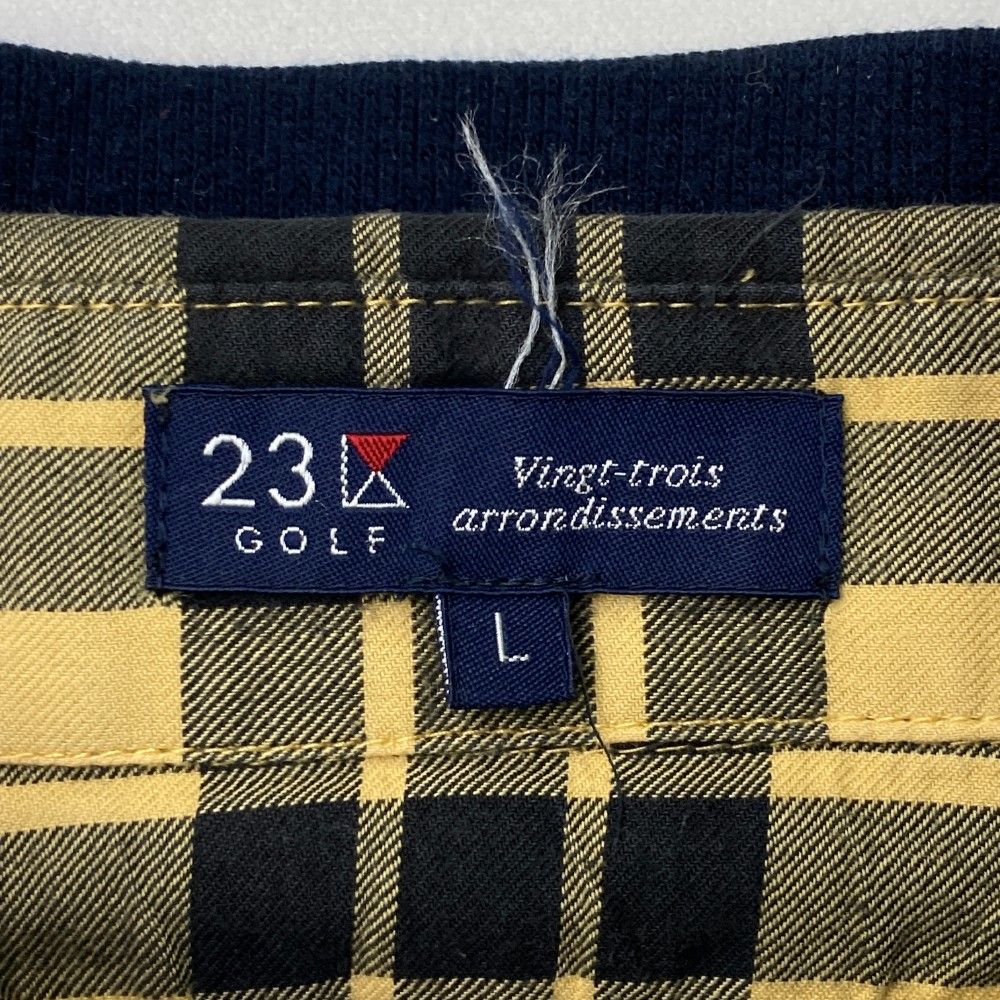 23
GOLF
Vingt-trois
arrondissements
L